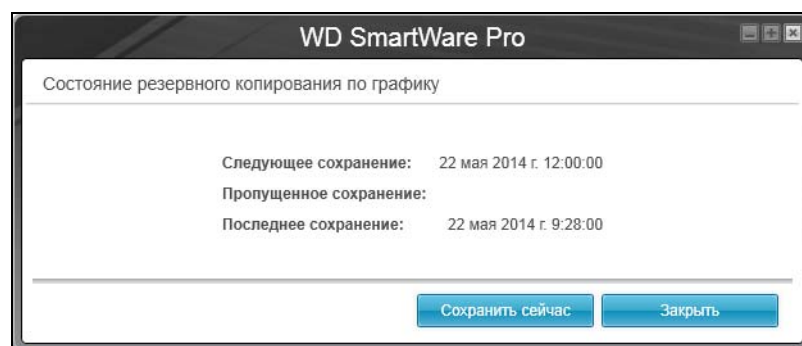 WD SmartWare Pro
Состояние резервного копирования по графику
Следующее сохранение: 22 мая 2014 г. 12:00:00
Пропущенное сохранение:
Последнее сохранение: 22 мая 2014 г. 9:28:00
Сохранить сейчас Закрыть